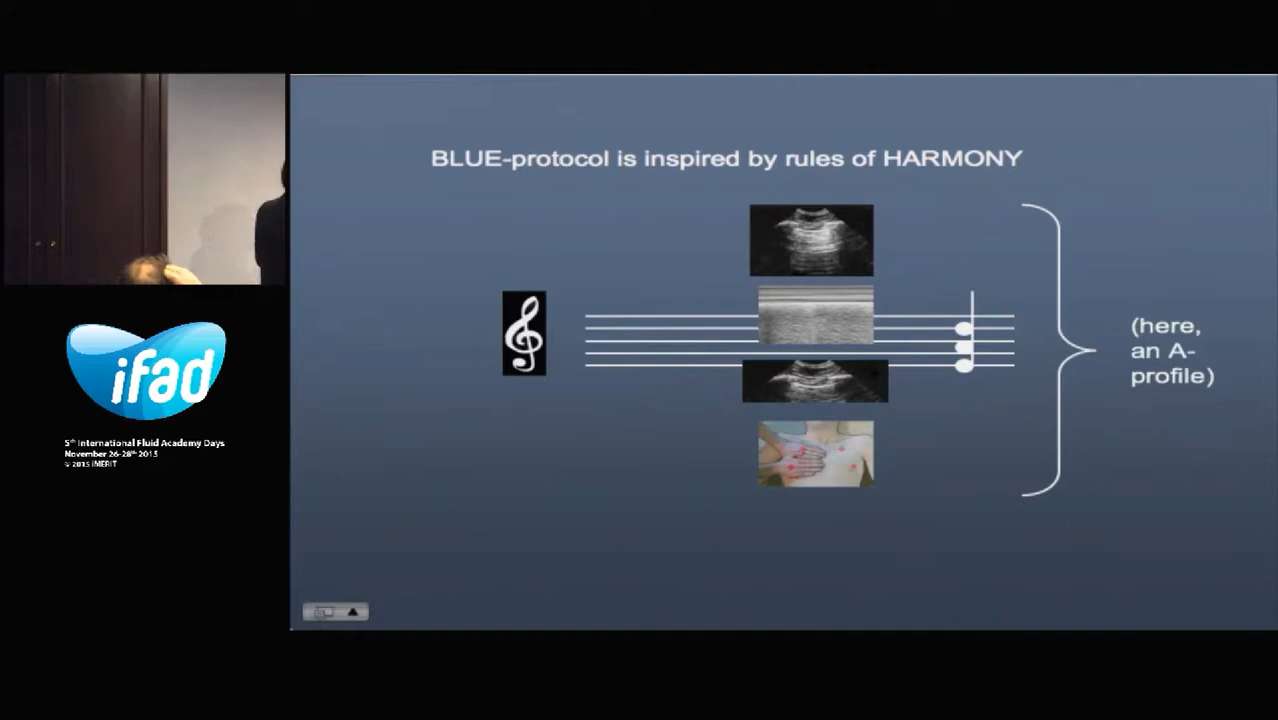 BLUE-protocol is inspired by rules of HARMONY
(here,
an A-
profile)
ifad
5th International Fluid Academy Days
November 26-28th 2015
© 2015 iMERiT